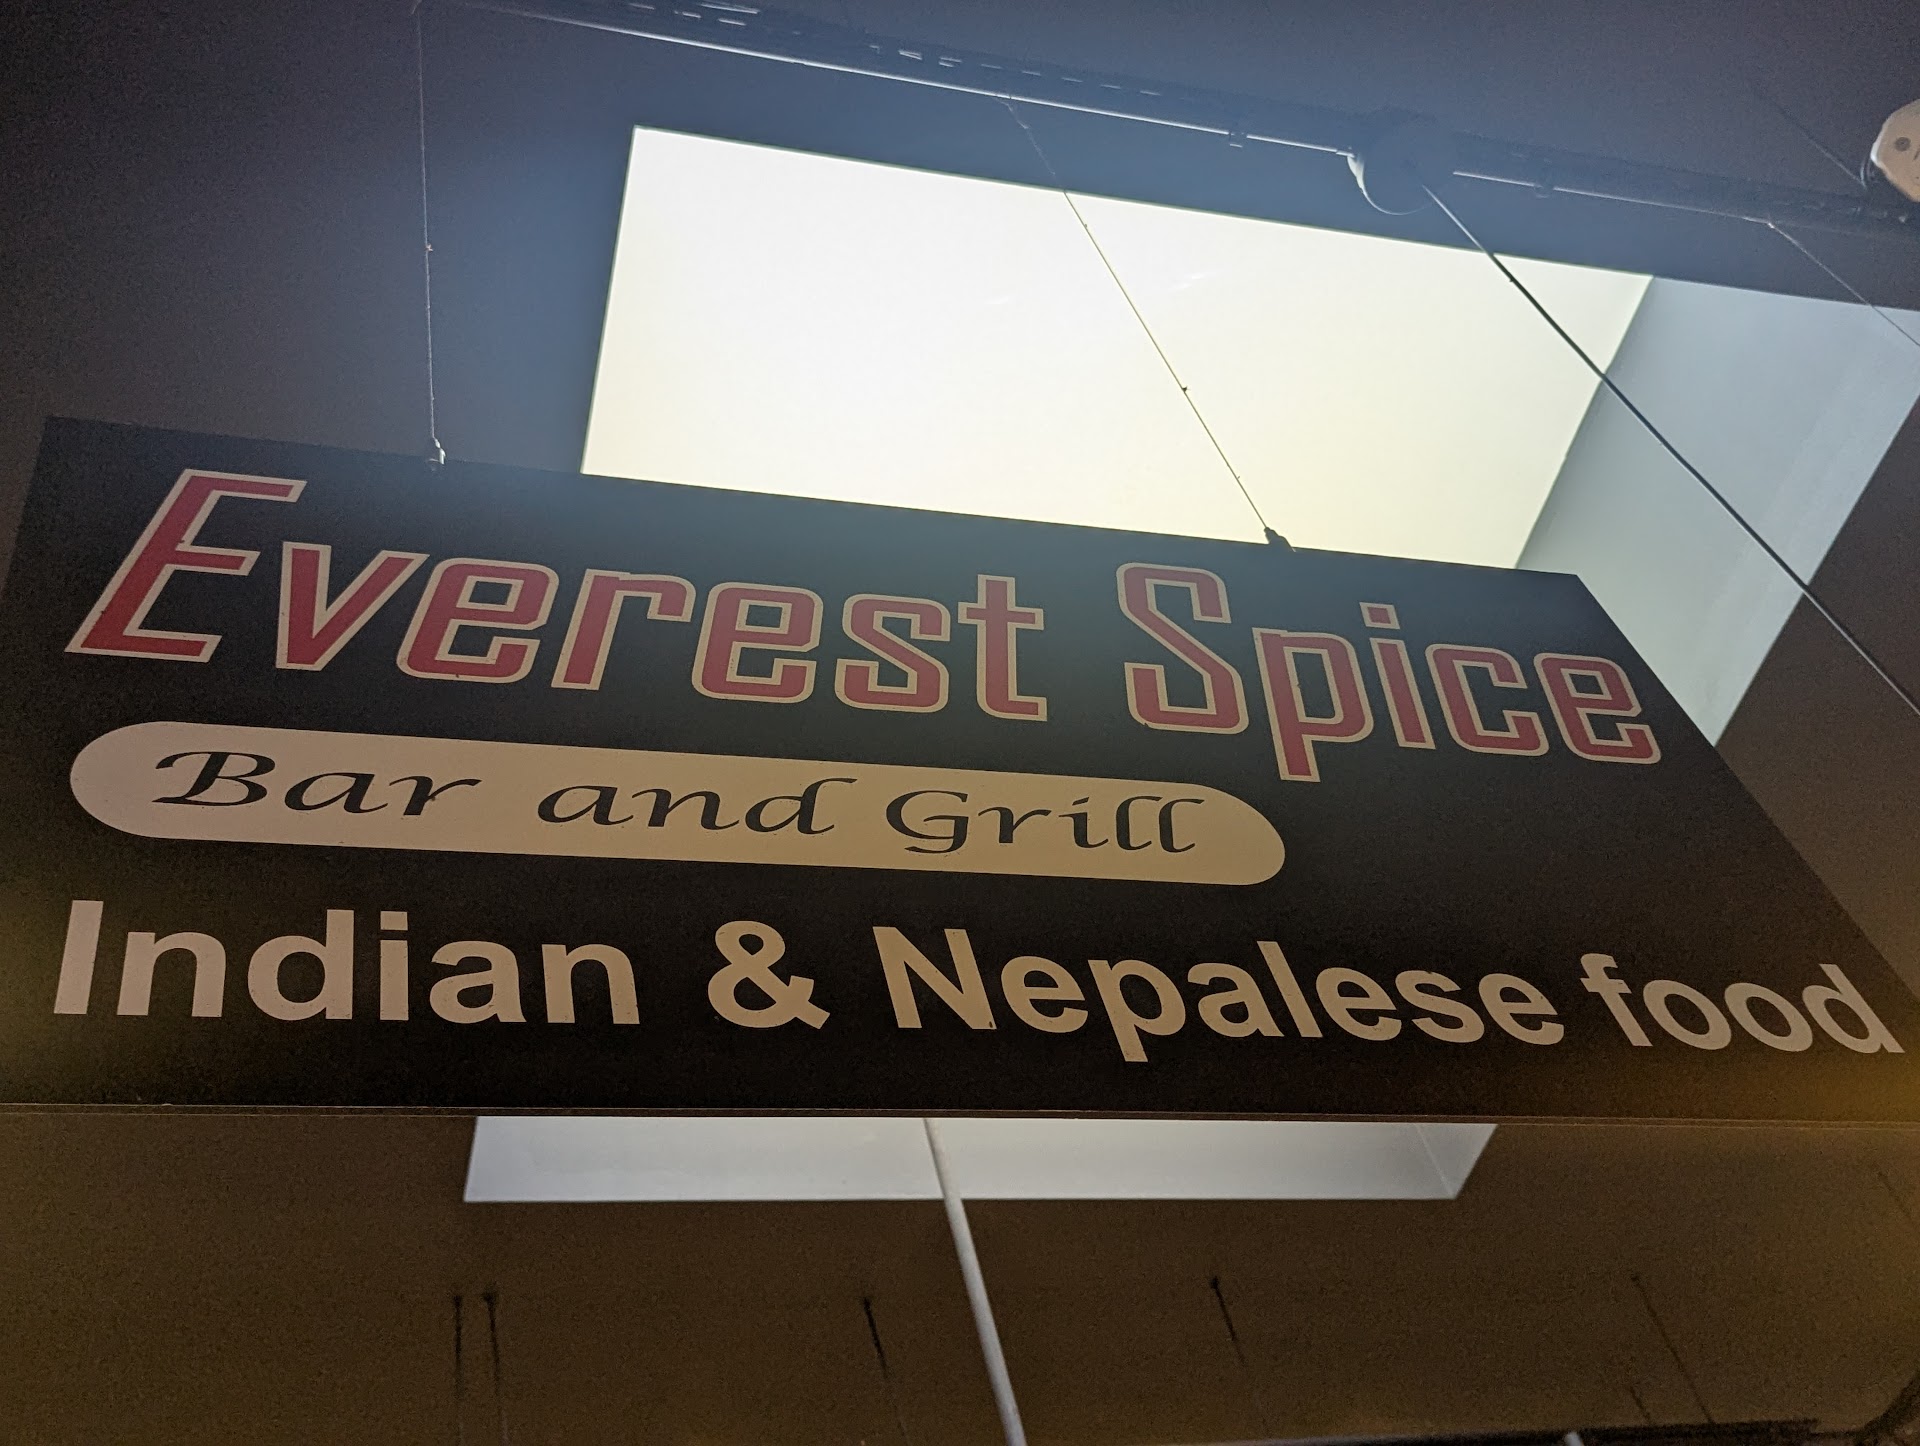 Everest Spice
Bar and Grill
Indian & Nepalese food